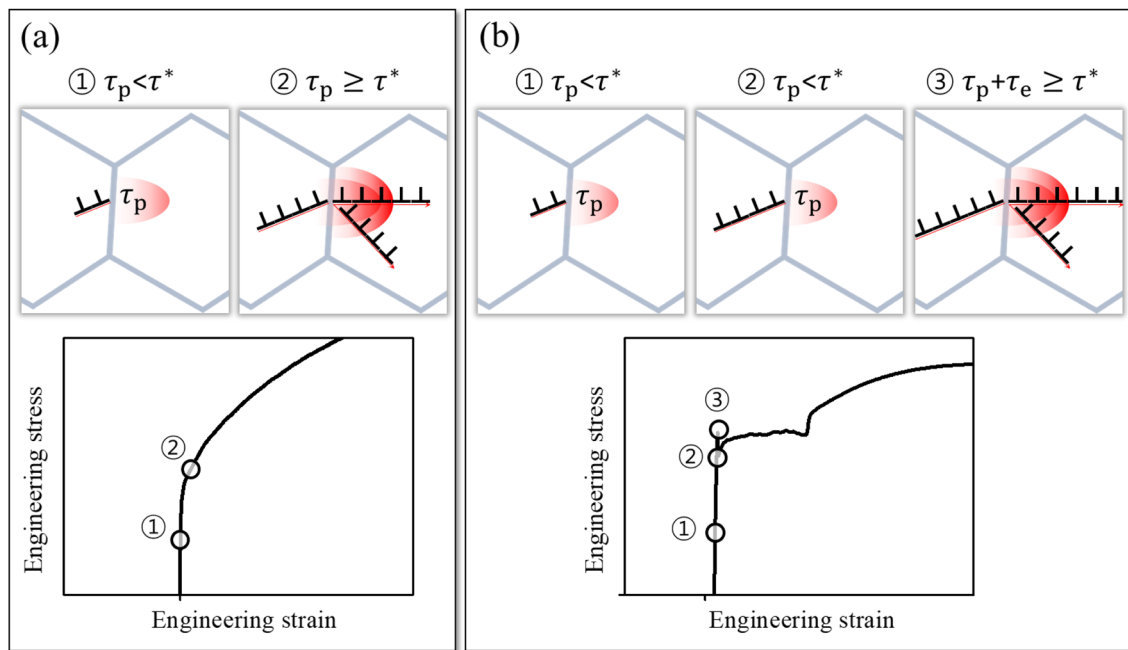 (a)
① τp<τ*
② τp ≥ τ*
τp
②
①
Engineering stress
Engineering strain
(b)
① τp<τ*
② τp<τ*
③ τp+τe ≥ τ*
τp
τp
③
②
①
Engineering stress
Engineering strain